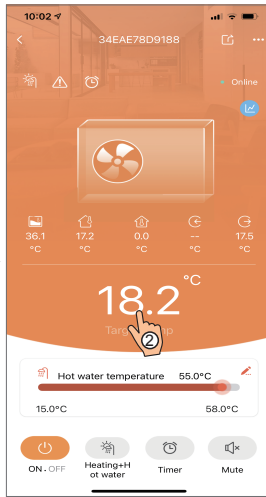 10:02
34EAE78D9188
Online
36.1 17.2 0.0 -- 17.5
°C °C °C °C °C
18.2 °C
②
15.0°C 58.0°C
Hot water temperature 55.0°C
ON • OFF Heating+H Timer Mute
ot water